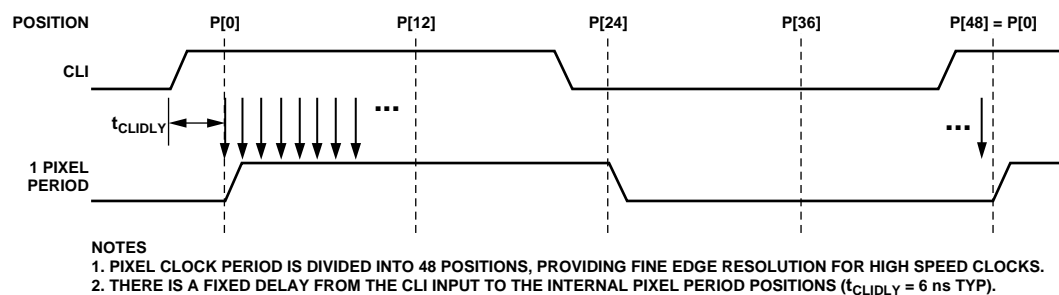 POSITION P[0] P[12] P[24] P[36] P[48] = P[0]
CLI
... ...
tCLIDLY
1 PIXEL
PERIOD
NOTES
1. PIXEL CLOCK PERIOD IS DIVIDED INTO 48 POSITIONS, PROVIDING FINE EDGE RESOLUTION FOR HIGH SPEED CLOCKS.
2. THERE IS A FIXED DELAY FROM THE CLI INPUT TO THE INTERNAL PIXEL PERIOD POSITIONS (tCLIDLY = 6 ns TYP).